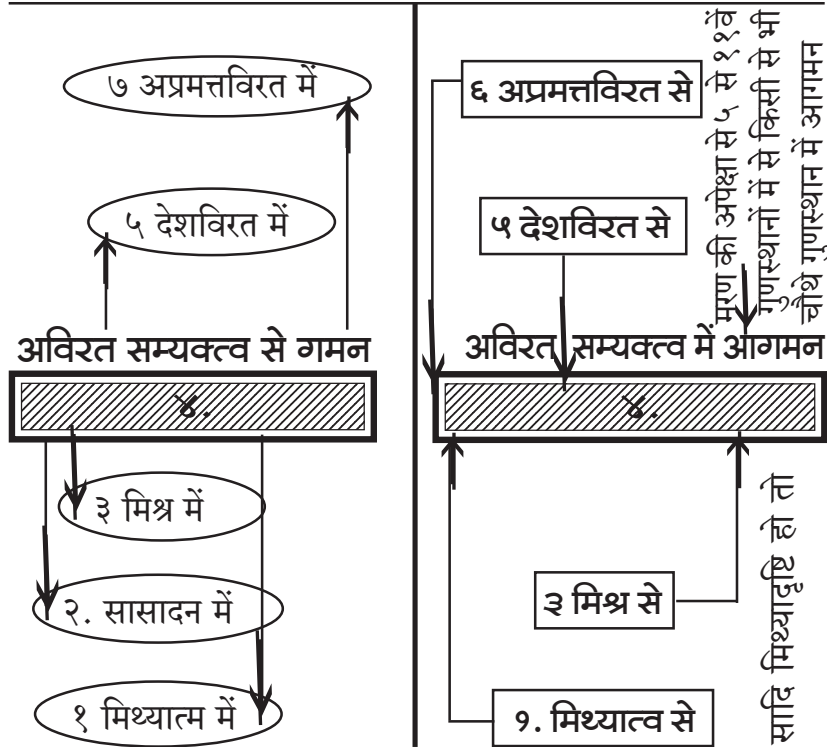 ७ अप्रमत्तविरत में
५ देशविरत में
अविरत सम्यक्त्व से गमन
४.
३ मिश्र में
२. सासादन में
१ मिथ्यात्म में
६ अप्रमत्तविरत से
५ देशविरत से
मरण की अपेक्षा से ५ से ११वें
गुणस्थानों में से किसी से भी
चौथे गुणस्थान में आगमन
अविरत सम्यक्त्व में आगमन
४.
३ मिश्र से
१. मिथ्यात्व से
सादि मिथ्यादृष्टि हो तो